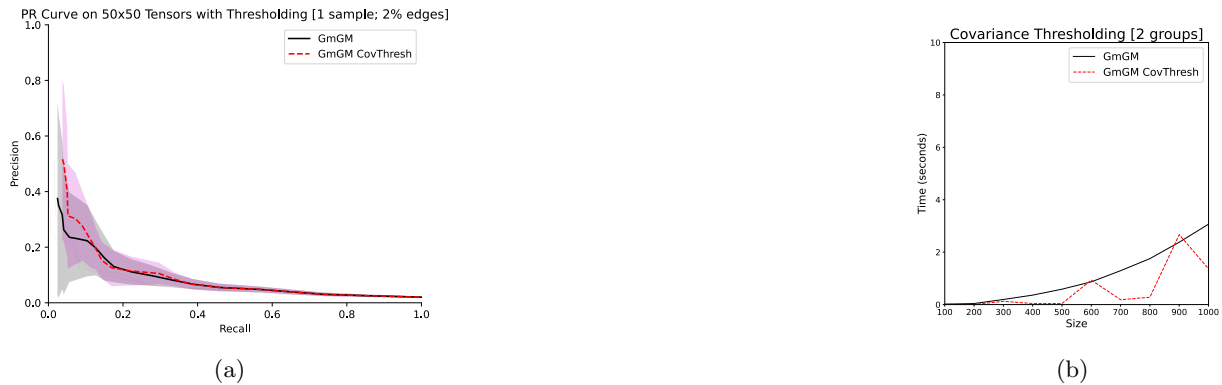 PR Curve on 50x50 Tensors with Thresholding [1 sample; 2% edges]
GmGM
GmGM CovThresh
1.0
0.8
0.6
0.4
0.2
0.0
Precision
0.0 0.2 0.4 0.6 0.8 1.0
Recall
(a)
Covariance Thresholding [2 groups]
GmGM
GmGM CovThresh
10
8
6
4
2
0
Time (seconds)
100 200 300 400 500 600 700 800 900 1000
Size
(b)